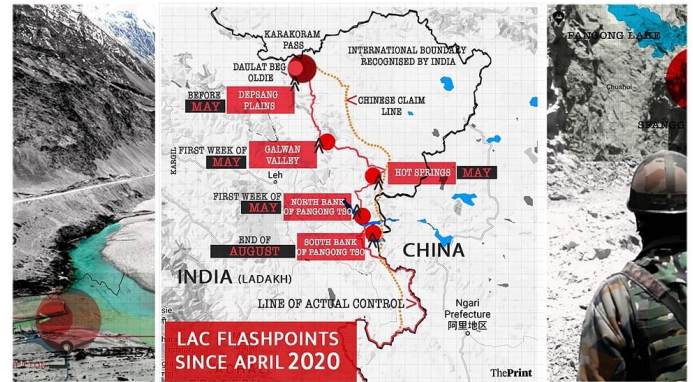 KARAKORAM
PASS
INTERNATIONAL BOUNDARY
RECOGNISED BY INDIA
DAULAT BEG
OLDIE
BEFORE
MAY
DEPSANG
PLAINS
CHINESE CLAIM
LINE
FIRST WEEK OF
MAY
GALWAN
VALLEY
KARGIL
Leh
HOT SPRINGS
MAY
FIRST WEEK OF
MAY
NORTH BANK
OF PANGONG TSO
END OF
AUGUST
SOUTH BANK
OF PANGONG TSO
CHINA
INDIA (LADAKH)
LINE OF ACTUAL CONTROL
Ngari
Prefecture
阿里地区
LAC FLASHPOINTS
SINCE APRIL 2020
ThePrint
PANGONG LAKE
Chushul
SPANGG